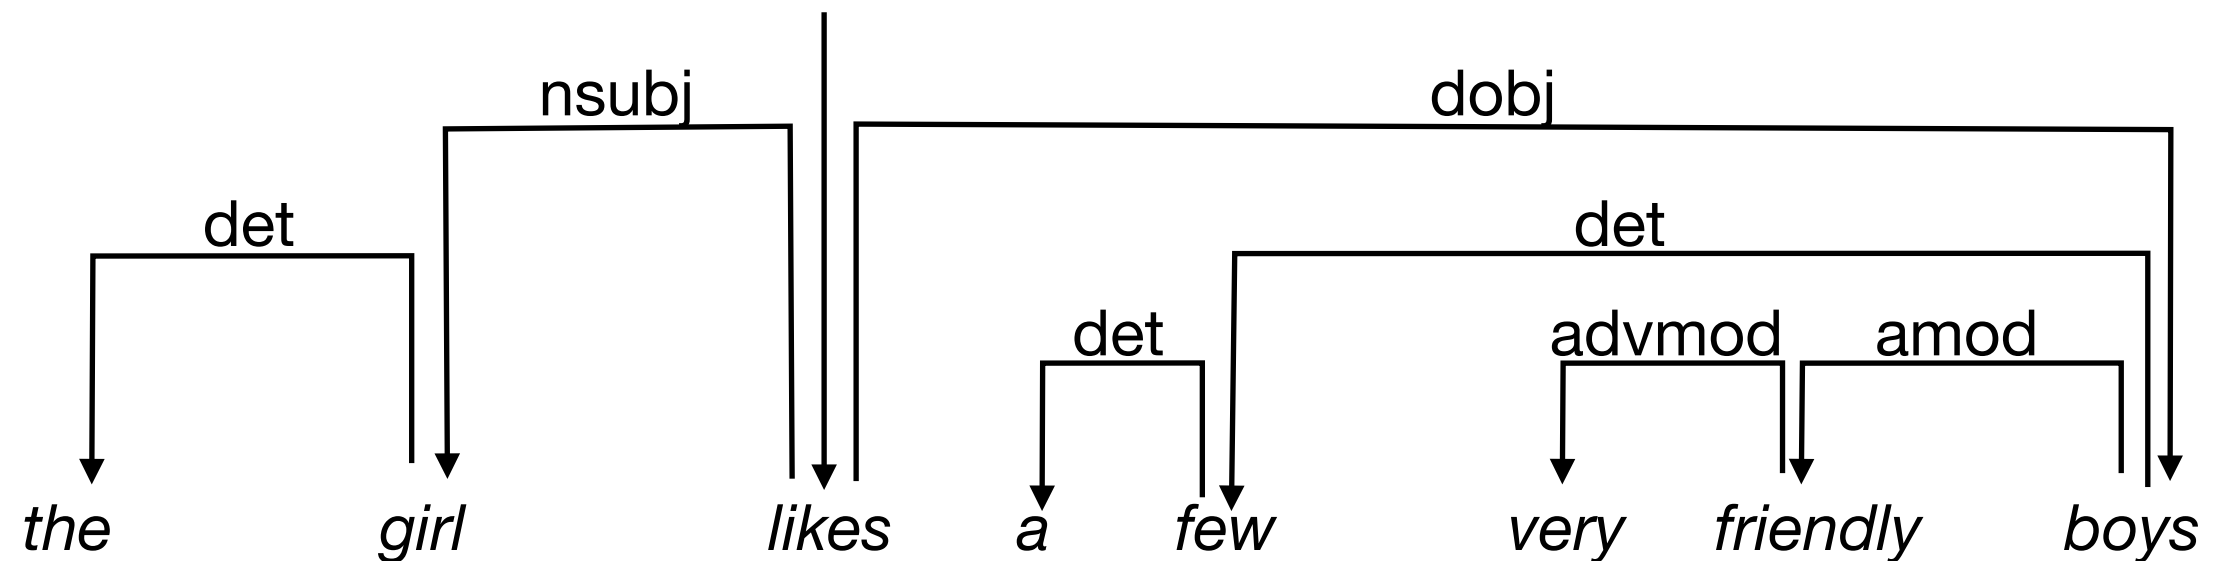 nsubj dobj
det det
det advmod amod
the girl likes a few very friendly boys